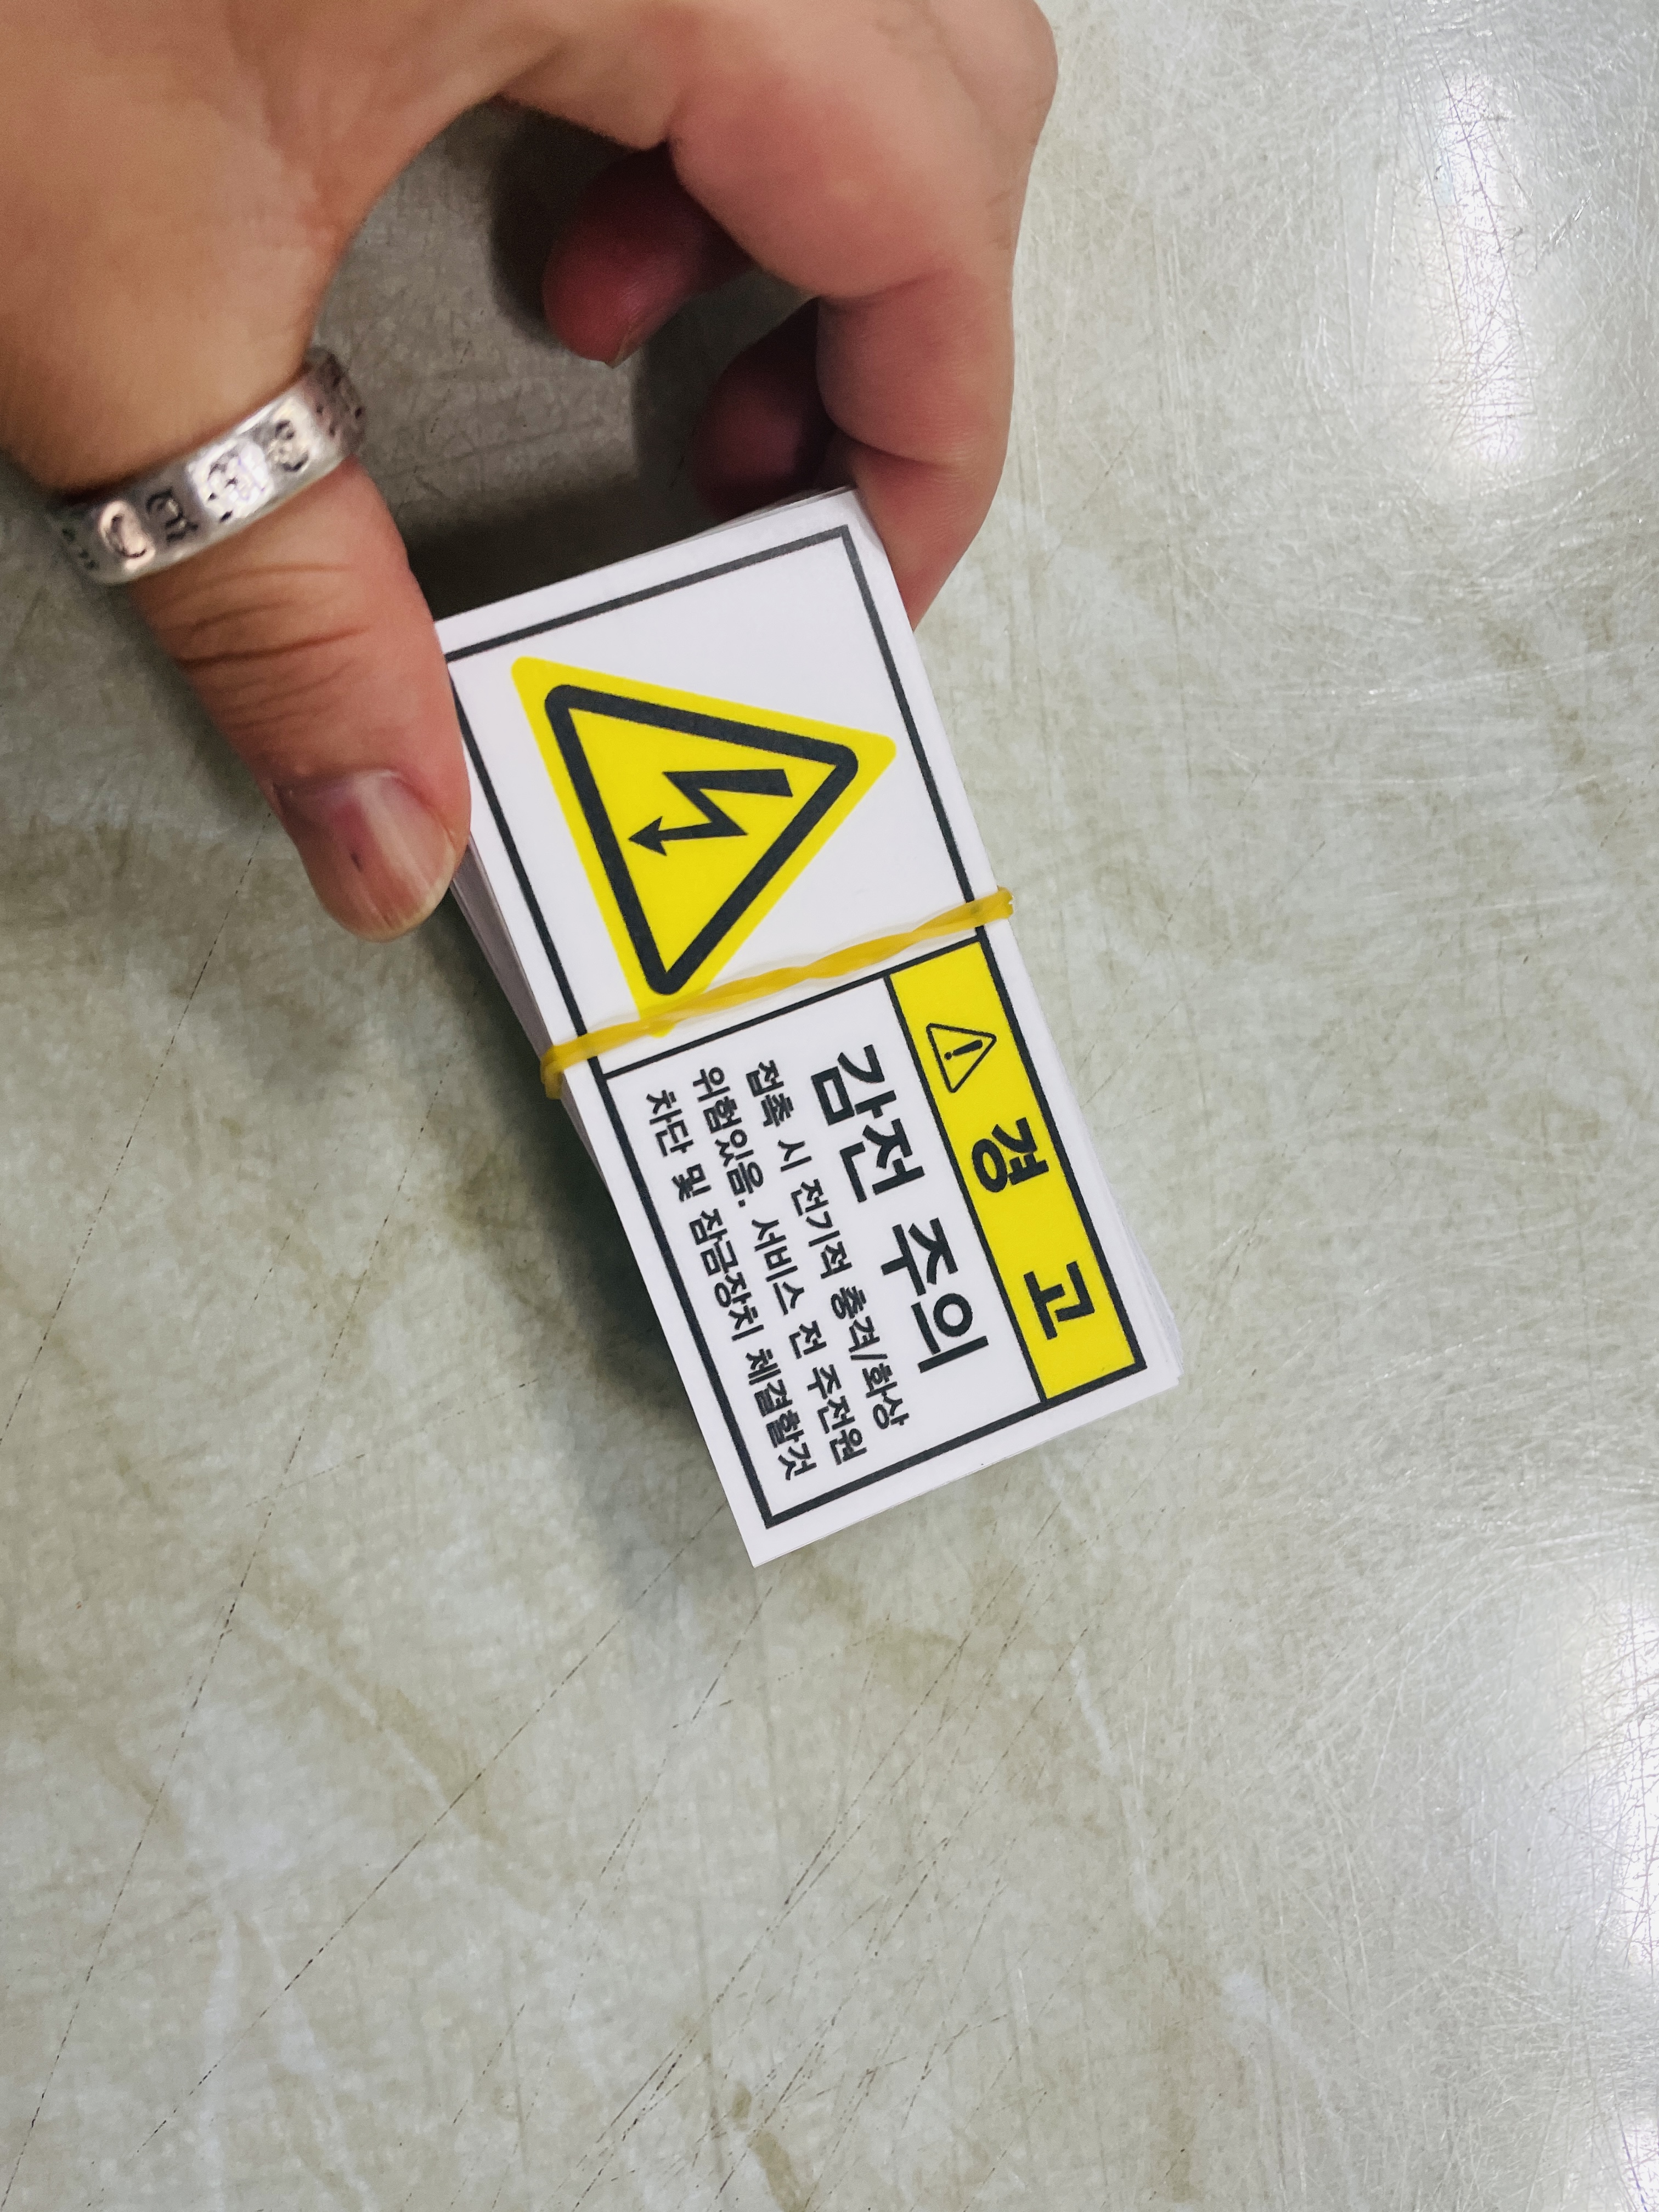 경 고
감전 주의
접촉 시 전기적 충격/화상
위험있음. 서비스 전 주전원
차단 및 잠금장치 체결할것